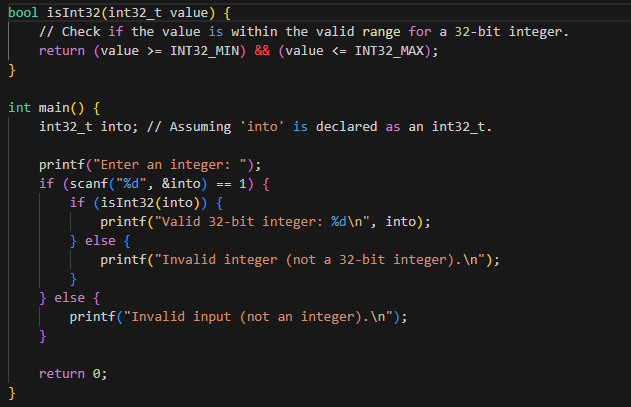 bool isInt32(int32_t value) {
    // Check if the value is within the valid range for a 32-bit integer.
    return (value >= INT32_MIN) && (value <= INT32_MAX);
}

int main() {
    int32_t into; // Assuming 'into' is declared as an int32_t.

    printf("Enter an integer: ");
    if (scanf("%d", &into) == 1) {
        if (isInt32(into)) {
            printf("Valid 32-bit integer: %d\n", into);
        } else {
            printf("Invalid integer (not a 32-bit integer).\n");
        }
    } else {
        printf("Invalid input (not an integer).\n");
    }

    return 0;
}